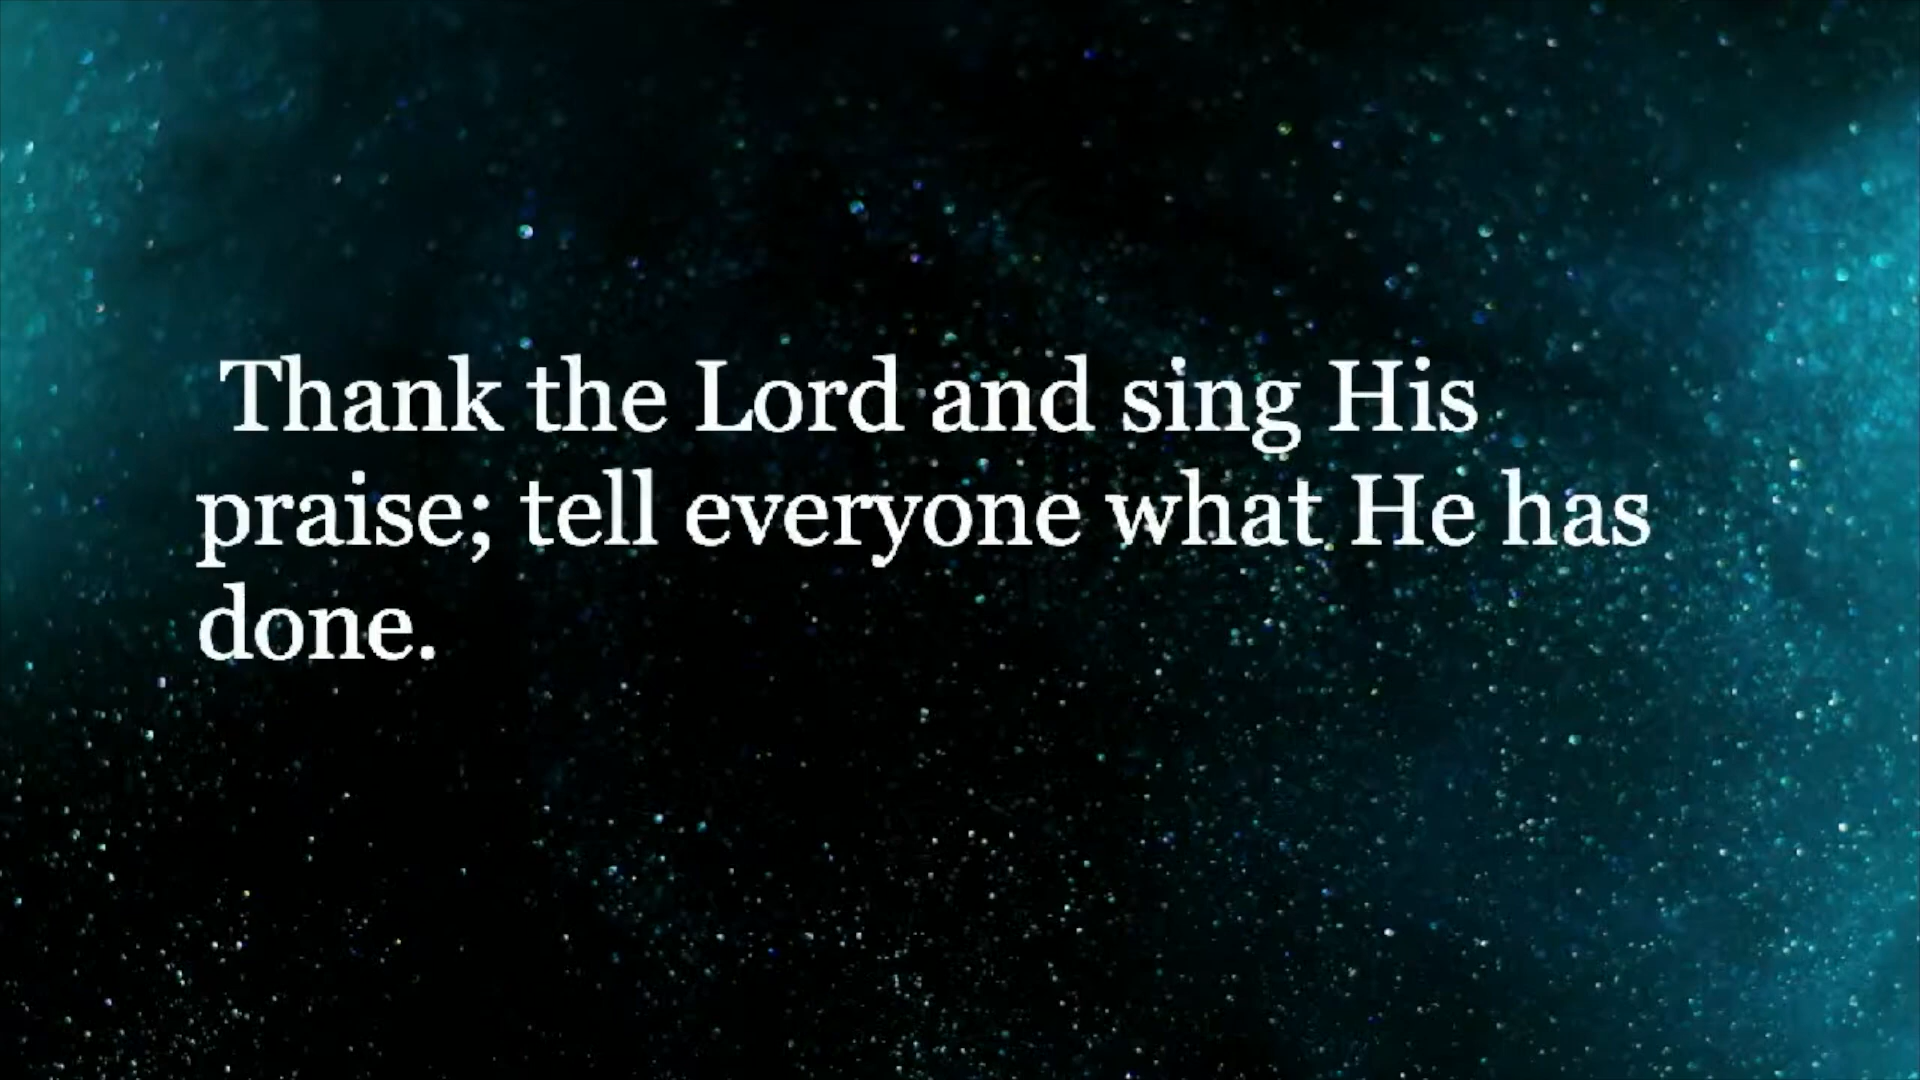 Thank the Lord and sing His
praise; tell everyone what He has
done.